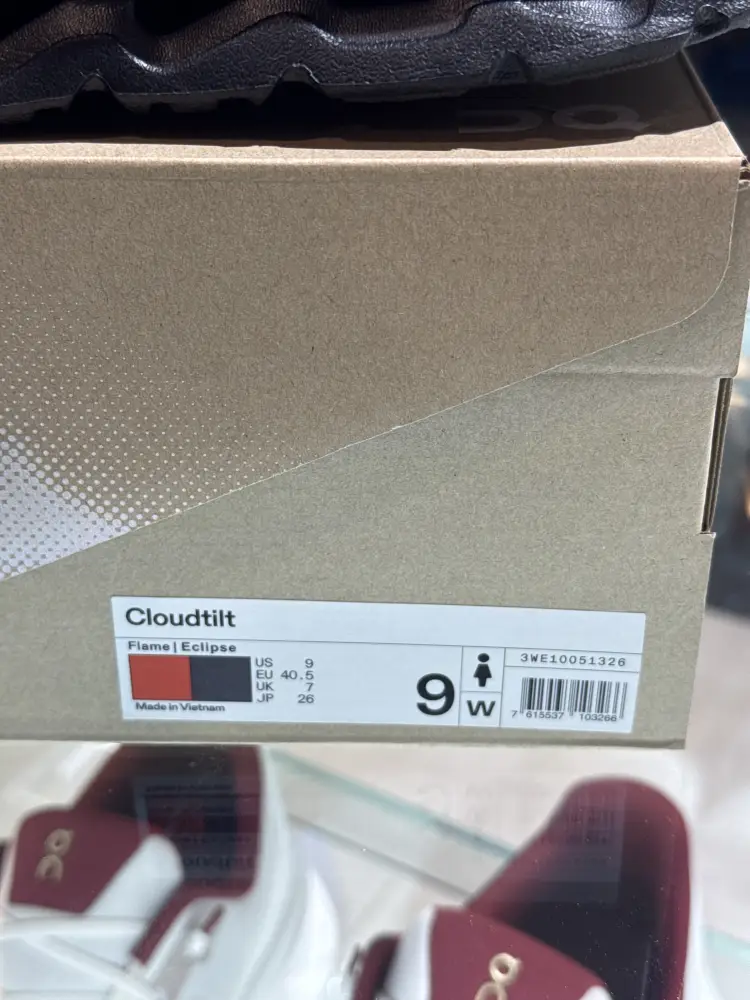 Cloudtilt
Flame | Eclipse
US 9
EU 40.5
UK 7
JP 26
Made in Vietnam
9
W
3WE10051326
7 615537 103266